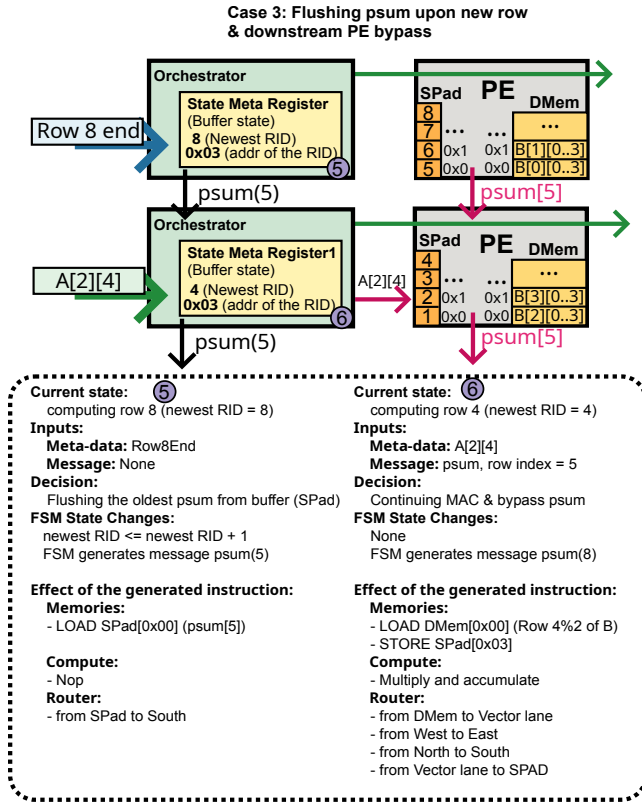 Case 3: Flushing psum upon new row
& downstream PE bypass
Orchestrator
State Meta Register
(Buffer state)
8 (Newest RID)
0x03 (addr of the RID)
5
Row 8 end
psum(5)
SPad
PE
DMem
8
7 ... ... ...
6 0x1 0x1 B[1][0..3]
5 0x0 0x0 B[0][0..3]
psum[5]
Orchestrator
State Meta Register1
(Buffer state)
4 (Newest RID)
0x03 (addr of the RID)
6
A[2][4]
A[2][4]
psum(5)
SPad
PE
DMem
4
3 ... ... ...
2 0x1 0x1 B[3][0..3]
1 0x0 0x0 B[2][0..3]
psum[5]
5
Current state:
computing row 8 (newest RID = 8)
Inputs:
Meta-data: Row8End
Message: None
Decision:
Flushing the oldest psum from buffer (SPad)
FSM State Changes:
newest RID <= newest RID + 1
FSM generates message psum(5)
Effect of the generated instruction:
Memories:
- LOAD SPad[0x00] (psum[5])
Compute:
- Nop
Router:
- from SPad to South
6
Current state:
computing row 4 (newest RID = 4)
Inputs:
Meta-data: A[2][4]
Message: psum, row index = 5
Decision:
Continuing MAC & bypass psum
FSM State Changes:
None
FSM generates message psum(8)
Effect of the generated instruction:
Memories:
- LOAD DMem[0x00] (Row 4%2 of B)
- STORE SPad[0x03]
Compute:
- Multiply and accumulate
Router:
- from DMem to Vector lane
- from West to East
- from North to South
- from Vector lane to SPAD